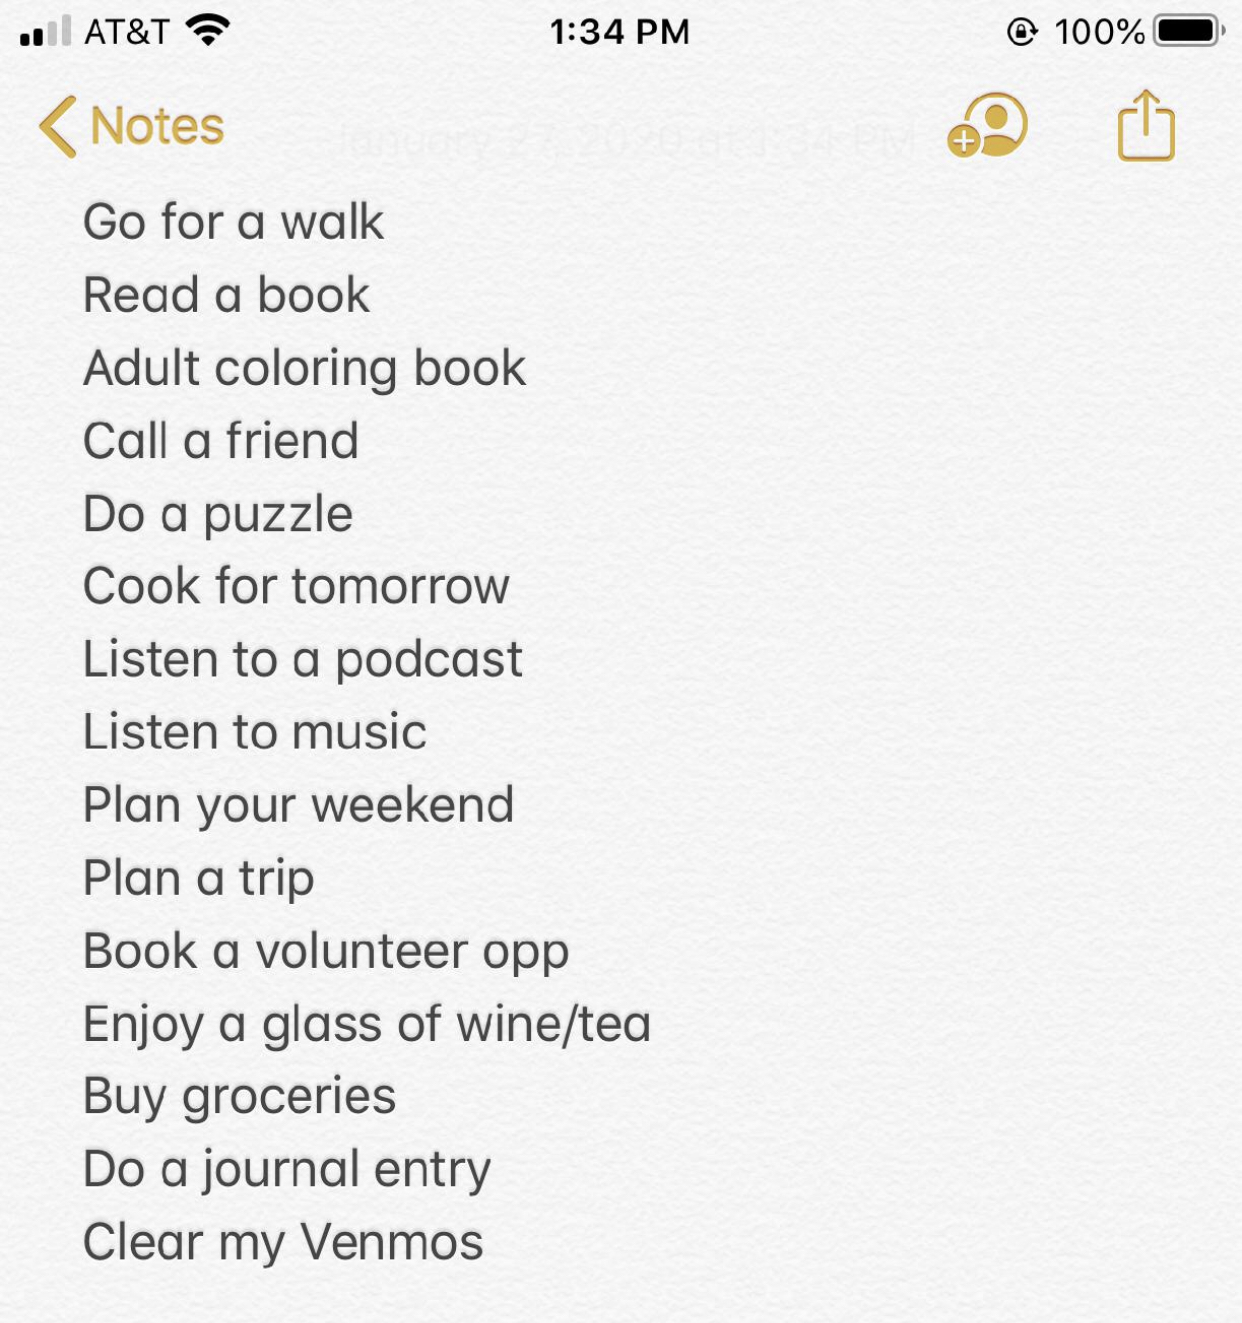 AT&T 1:34 PM 100%
Notes January 27, 2020 at 1:34 PM
Go for a walk
Read a book
Adult coloring book
Call a friend
Do a puzzle
Cook for tomorrow
Listen to a podcast
Listen to music
Plan your weekend
Plan a trip
Book a volunteer opp
Enjoy a glass of wine/tea
Buy groceries
Do a journal entry
Clear my Venmos